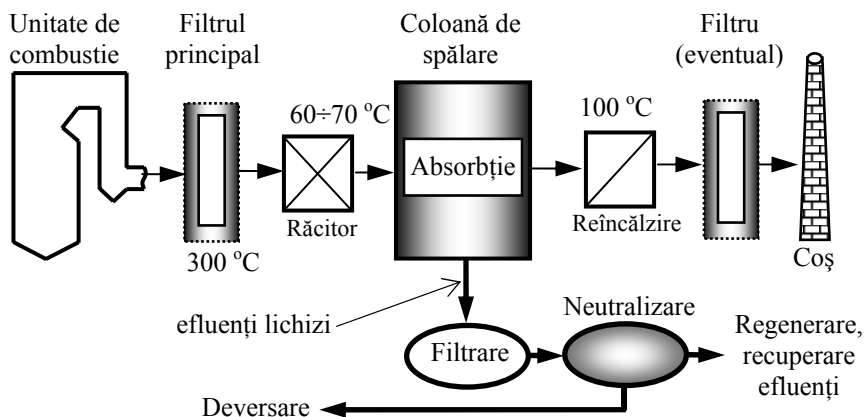 Unitate de
combustie
Filtrul
principal
Coloană de
spălare
Filtru
(eventual)
60÷70 °C
100 °C
Absorbție
Răcitor
Reîncălzire
300 °C
Coş
efluenți lichizi
Neutralizare
Filtrare
Regenerare,
recuperare
efluenți
Deversare